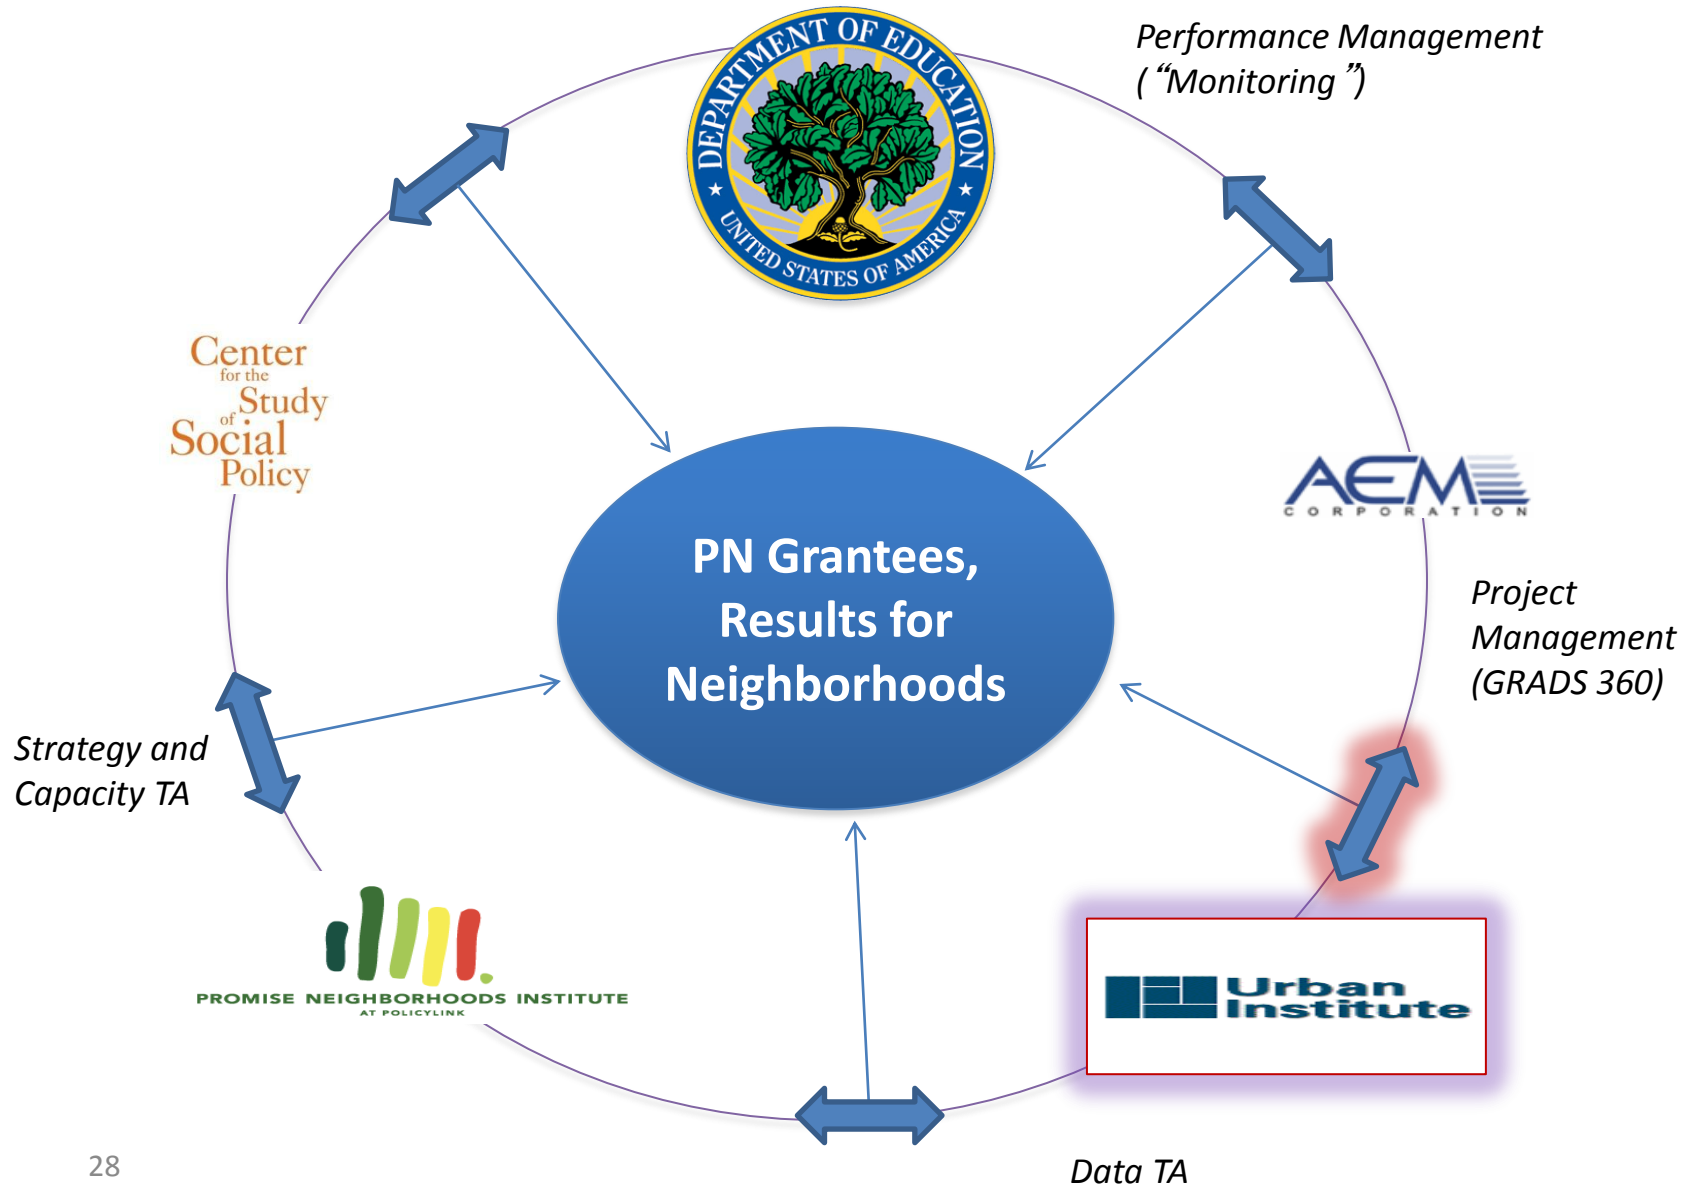 DEPARTMENT OF EDUCATION
UNITED STATES OF AMERICA
Performance Management
(“Monitoring”)
Center
for the
Study
of
Social
Policy
AEM
CORPORATION
PN Grantees,
Results for
Neighborhoods
Project
Management
(GRADS 360)
Strategy and
Capacity TA
PROMISE NEIGHBORHOODS INSTITUTE
AT POLICYLINK
Urban
Institute
Data TA
28